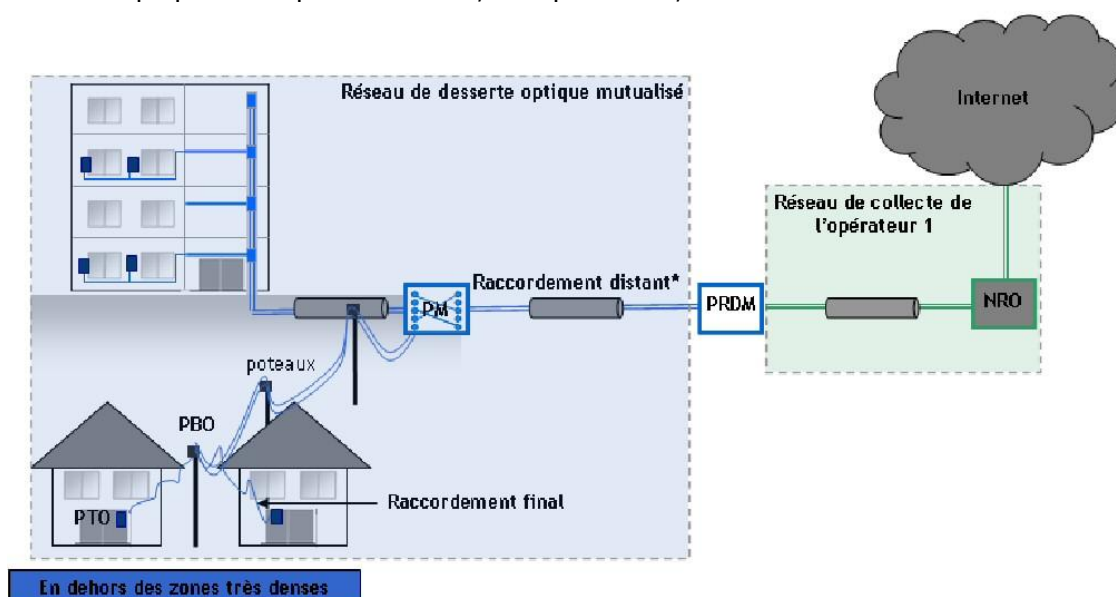 Réseau de desserte optique mutualisé
Internet
Réseau de collecte de
l'opérateur 1
Raccordement distant*
PM
PRDM
NRO
poteaux
PBO
PTO
Raccordement final
En dehors des zones très denses